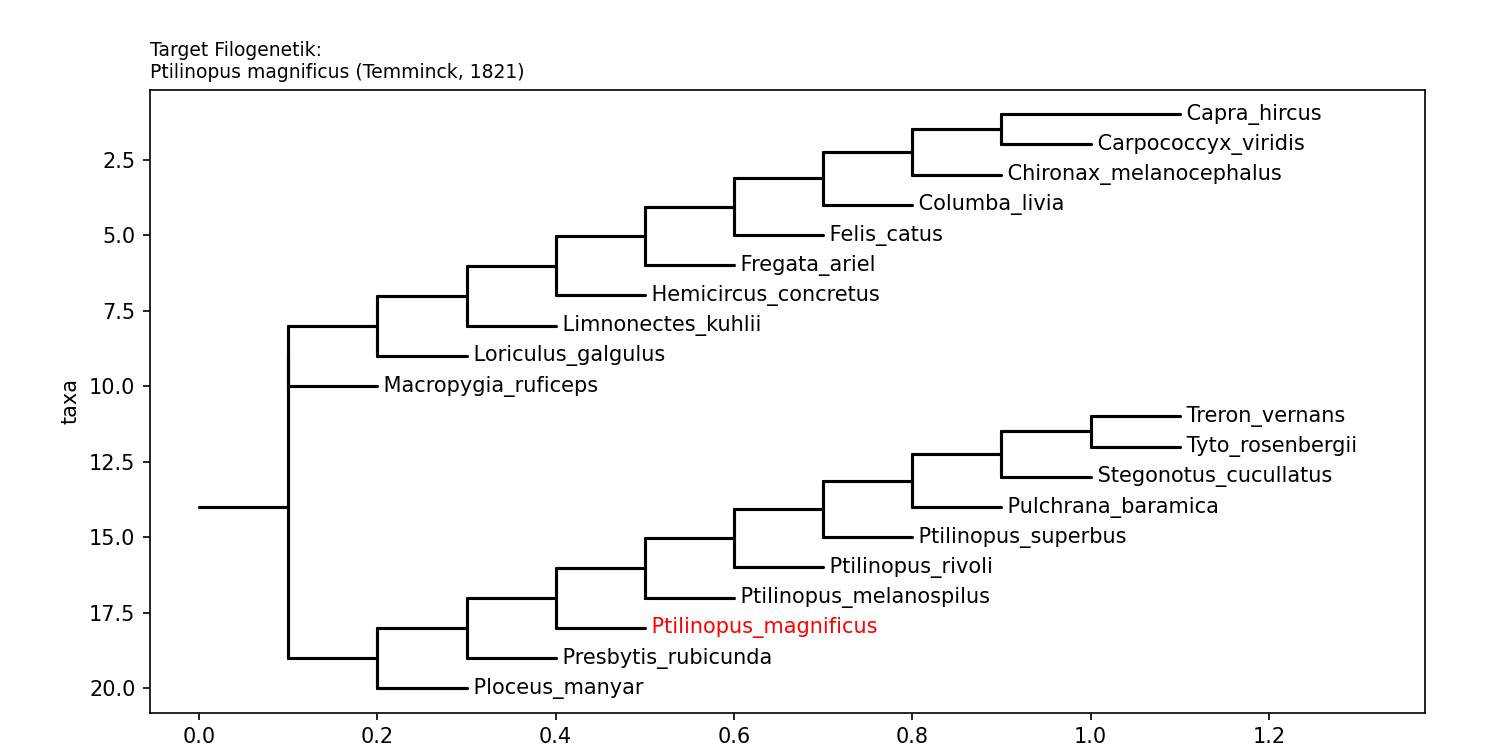 Target Filogenetik:
Ptilinopus magnificus (Temminck, 1821)
Capra_hircus
Carpococcyx_viridis
2.5
Chironax_melanocephalus
Columba_livia
5.0
Felis_catus
Fregata_ariel
Hemicircus_concretus
7.5
Limnonectes_kuhlii
Loriculus_galgulus
10.0
Macropygia_ruficeps
taxa
Treron_vernans
Tyto_rosenbergii
12.5
Stegonotus_cucullatus
Pulchrana_baramica
15.0
Ptilinopus_superbus
Ptilinopus_rivoli
Ptilinopus_melanospilus
17.5
Ptilinopus_magnificus
Presbytis_rubicunda
20.0
Ploceus_manyar
0.0 0.2 0.4 0.6 0.8 1.0 1.2